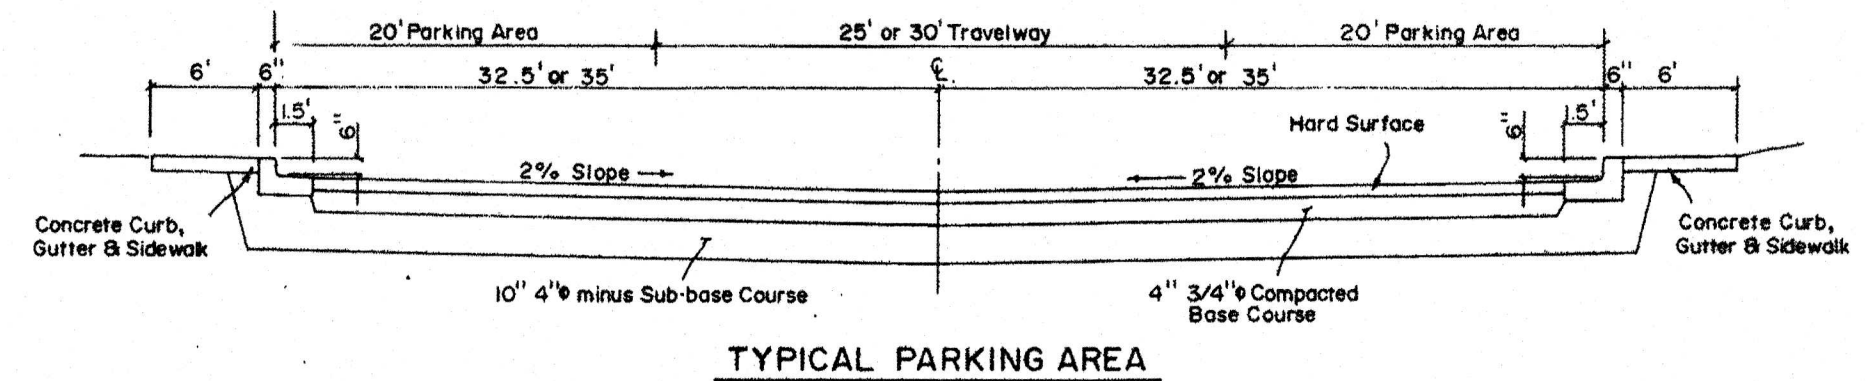 20' Parking Area
25' or 30' Travelway
20' Parking Area
6'
6"
32.5' or 35'
℄
32.5' or 35'
6"
6'
1.5'
6"
Hard Surface
6"
1.5'
2% Slope
2% Slope
Concrete Curb,
Gutter & Sidewalk
Concrete Curb,
Gutter & Sidewalk
10" 4"ϕ minus Sub-base Course
4" 3/4"ϕ Compacted
Base Course
TYPICAL PARKING AREA